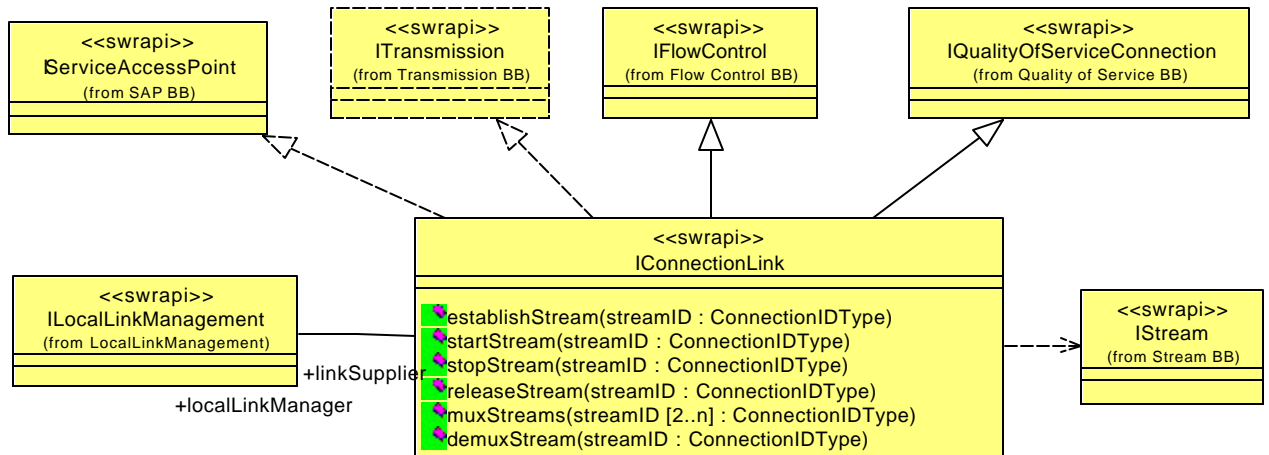 <<swrapi>>
IServiceAccessPoint
(from SAP BB)
<<swrapi>>
ITransmission
(from Transmission BB)
<<swrapi>>
IFlowControl
(from Flow Control BB)
<<swrapi>>
IQualityOfServiceConnection
(from Quality of Service BB)
<<swrapi>>
IConnectionLink
establishStream(streamID : ConnectionIDType)
startStream(streamID : ConnectionIDType)
stopStream(streamID : ConnectionIDType)
releaseStream(streamID : ConnectionIDType)
muxStreams(streamID [2..n] : ConnectionIDType)
demuxStream(streamID : ConnectionIDType)
<<swrapi>>
ILocalLinkManagement
(from LocalLinkManagement)
+linkSupplier
+localLinkManager
<<swrapi>>
IStream
(from Stream BB)